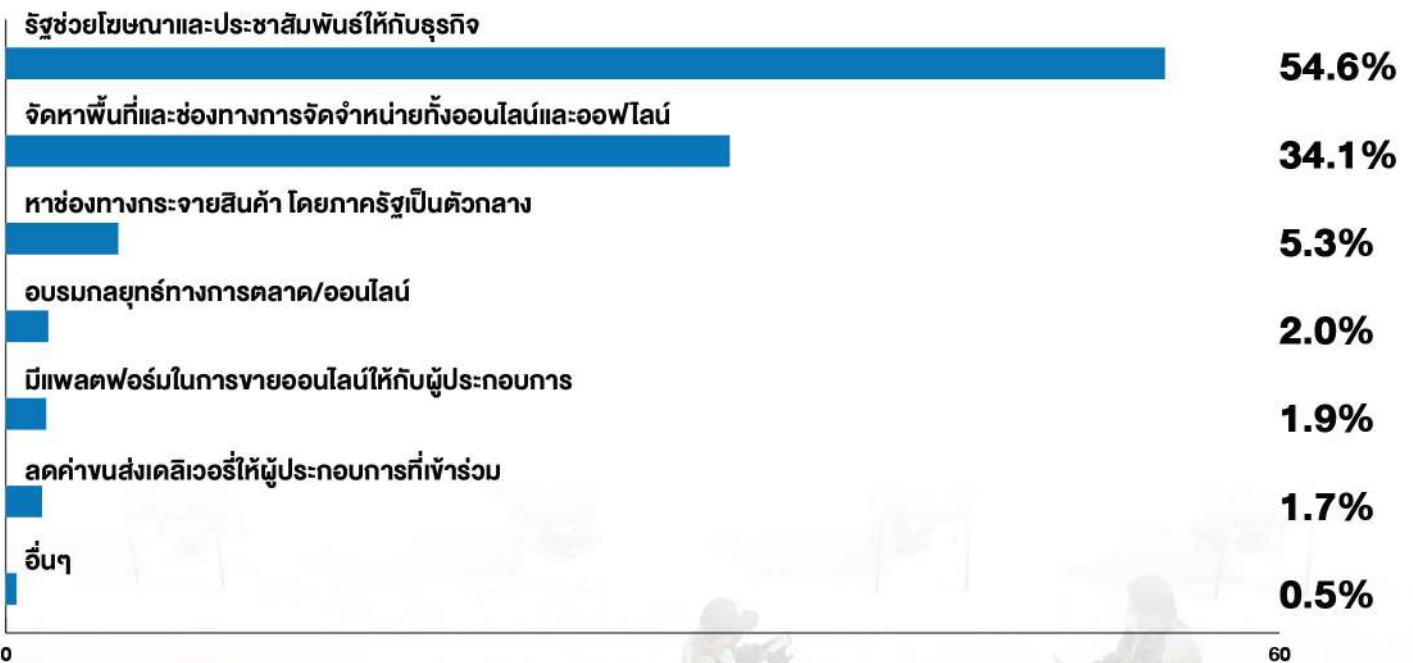 รัฐช่วยโฆษณาและประชาสัมพันธ์ให้กับธุรกิจ
54.6%
จัดหาพื้นที่และช่องทางการจัดจำหน่ายทั้งออนไลน์และออฟไลน์
34.1%
หาช่องทางกระจายสินค้า โดยภาครัฐเป็นตัวกลาง
5.3%
อบรมกลยุทธ์ทางการตลาด/ออนไลน์
2.0%
มีแพลตฟอร์มในการขายออนไลน์ให้กับผู้ประกอบการ
1.9%
ลดค่าขนส่งเดลิเวอรี่ให้ผู้ประกอบการที่เข้าร่วม
1.7%
อื่นๆ
0.5%
0 60